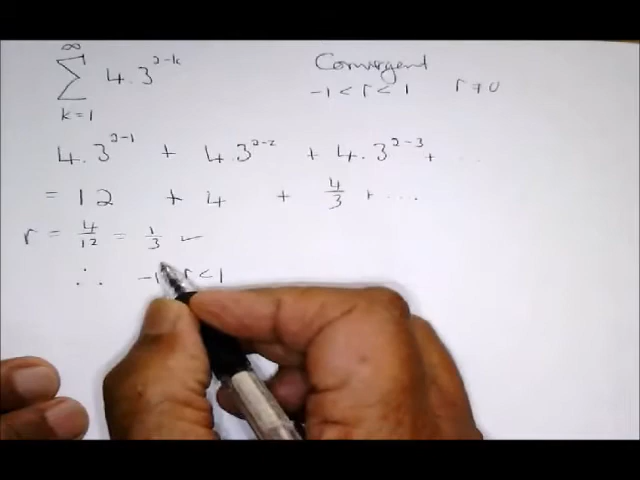 ∞
Σ 4.3^(2-k)
k=1
Convergent
-1 < r < 1 r ≠ 0
4.3^(2-1) + 4.3^(2-2) + 4.3^(2-3) + ...
= 12 + 4 + 4/3 + ....
r = 4/12 = 1/3 ✓
∴ -1 r < 1